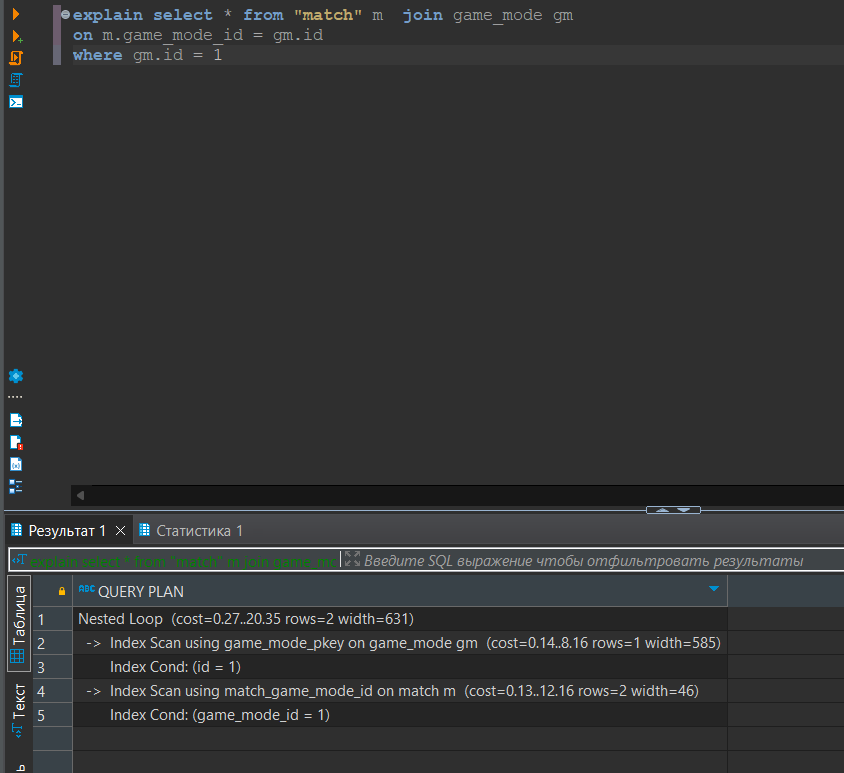 explain select * from "match" m  join game_mode gm
on m.game_mode_id = gm.id
where gm.id = 1
Результат 1
Статистика 1
explain select * from "match" m join game_mc
Введите SQL выражение чтобы отфильтровать результаты
Таблица
Текст
ABC QUERY PLAN
1 Nested Loop  (cost=0.27..20.35 rows=2 width=631)
2 -> Index Scan using game_mode_pkey on game_mode gm  (cost=0.14..8.16 rows=1 width=585)
3 Index Cond: (id = 1)
4 -> Index Scan using match_game_mode_id on match m  (cost=0.13..12.16 rows=2 width=46)
5 Index Cond: (game_mode_id = 1)